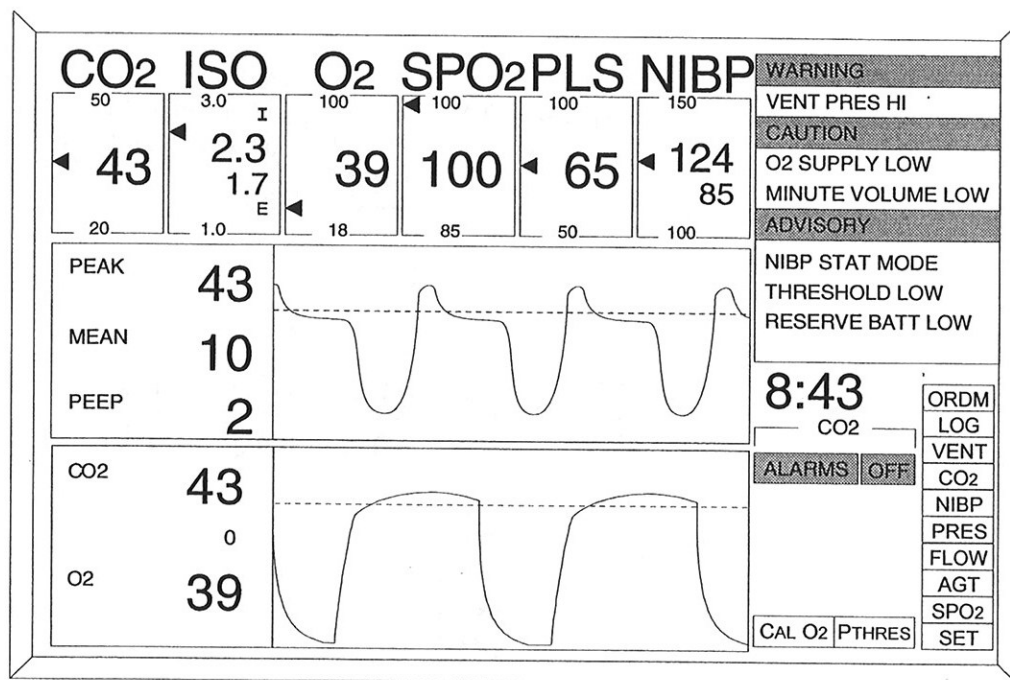 CO2 ISO O2 SPO2 PLS NIBP
50 3.0 100 100 100 150
I
43 2.3 39 100 65 124
1.7 85
E
20 1.0 18 85 50 100
WARNING
VENT PRES HI
CAUTION
O2 SUPPLY LOW
MINUTE VOLUME LOW
ADVISORY
NIBP STAT MODE
THRESHOLD LOW
RESERVE BATT LOW
PEAK 43
MEAN 10
PEEP 2
CO2 43
0
O2 39
8:43
CO2
ALARMS OFF
CAL O2 PTHRES
ORDM
LOG
VENT
CO2
NIBP
PRES
FLOW
AGT
SPO2
SET